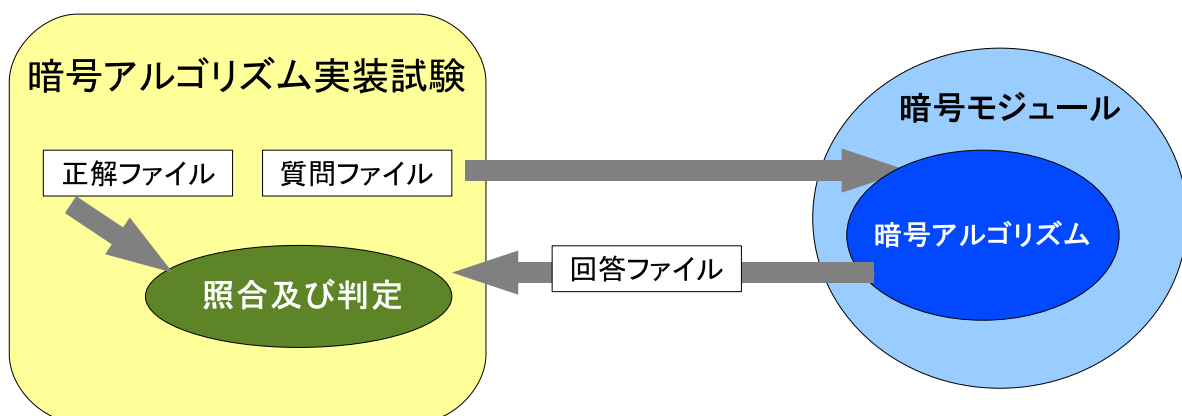 暗号アルゴリズム実装試験
正解ファイル
質問ファイル
照合及び判定
回答ファイル
暗号モジュール
暗号アルゴリズム